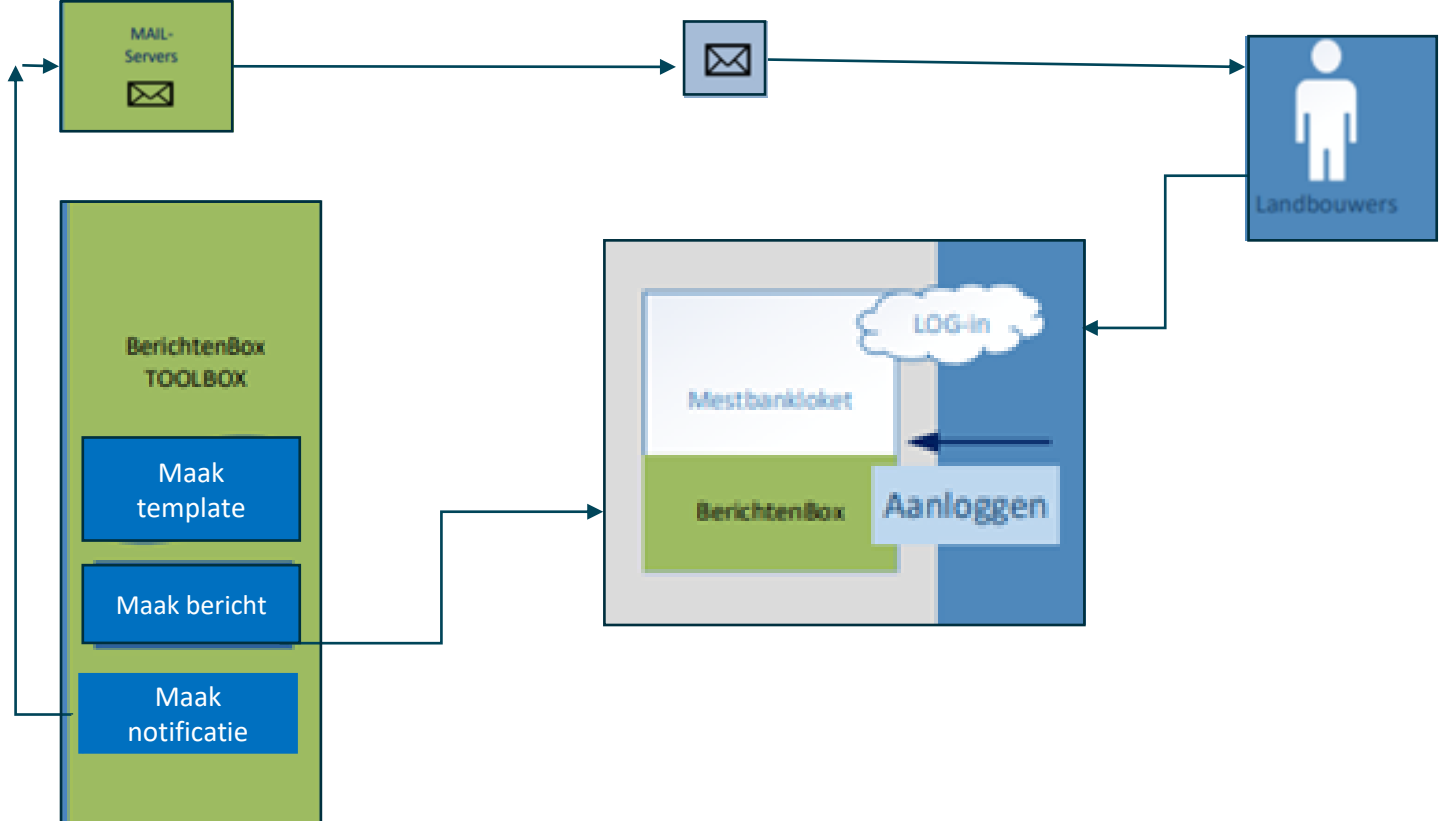 MAIL-
Servers
Landbouwers
BerichtenBox
TOOLBOX
Maak
template
Maak bericht
Maak
notificatie
LOG-in
Mestbankloket
BerichtenBox
Aanloggen